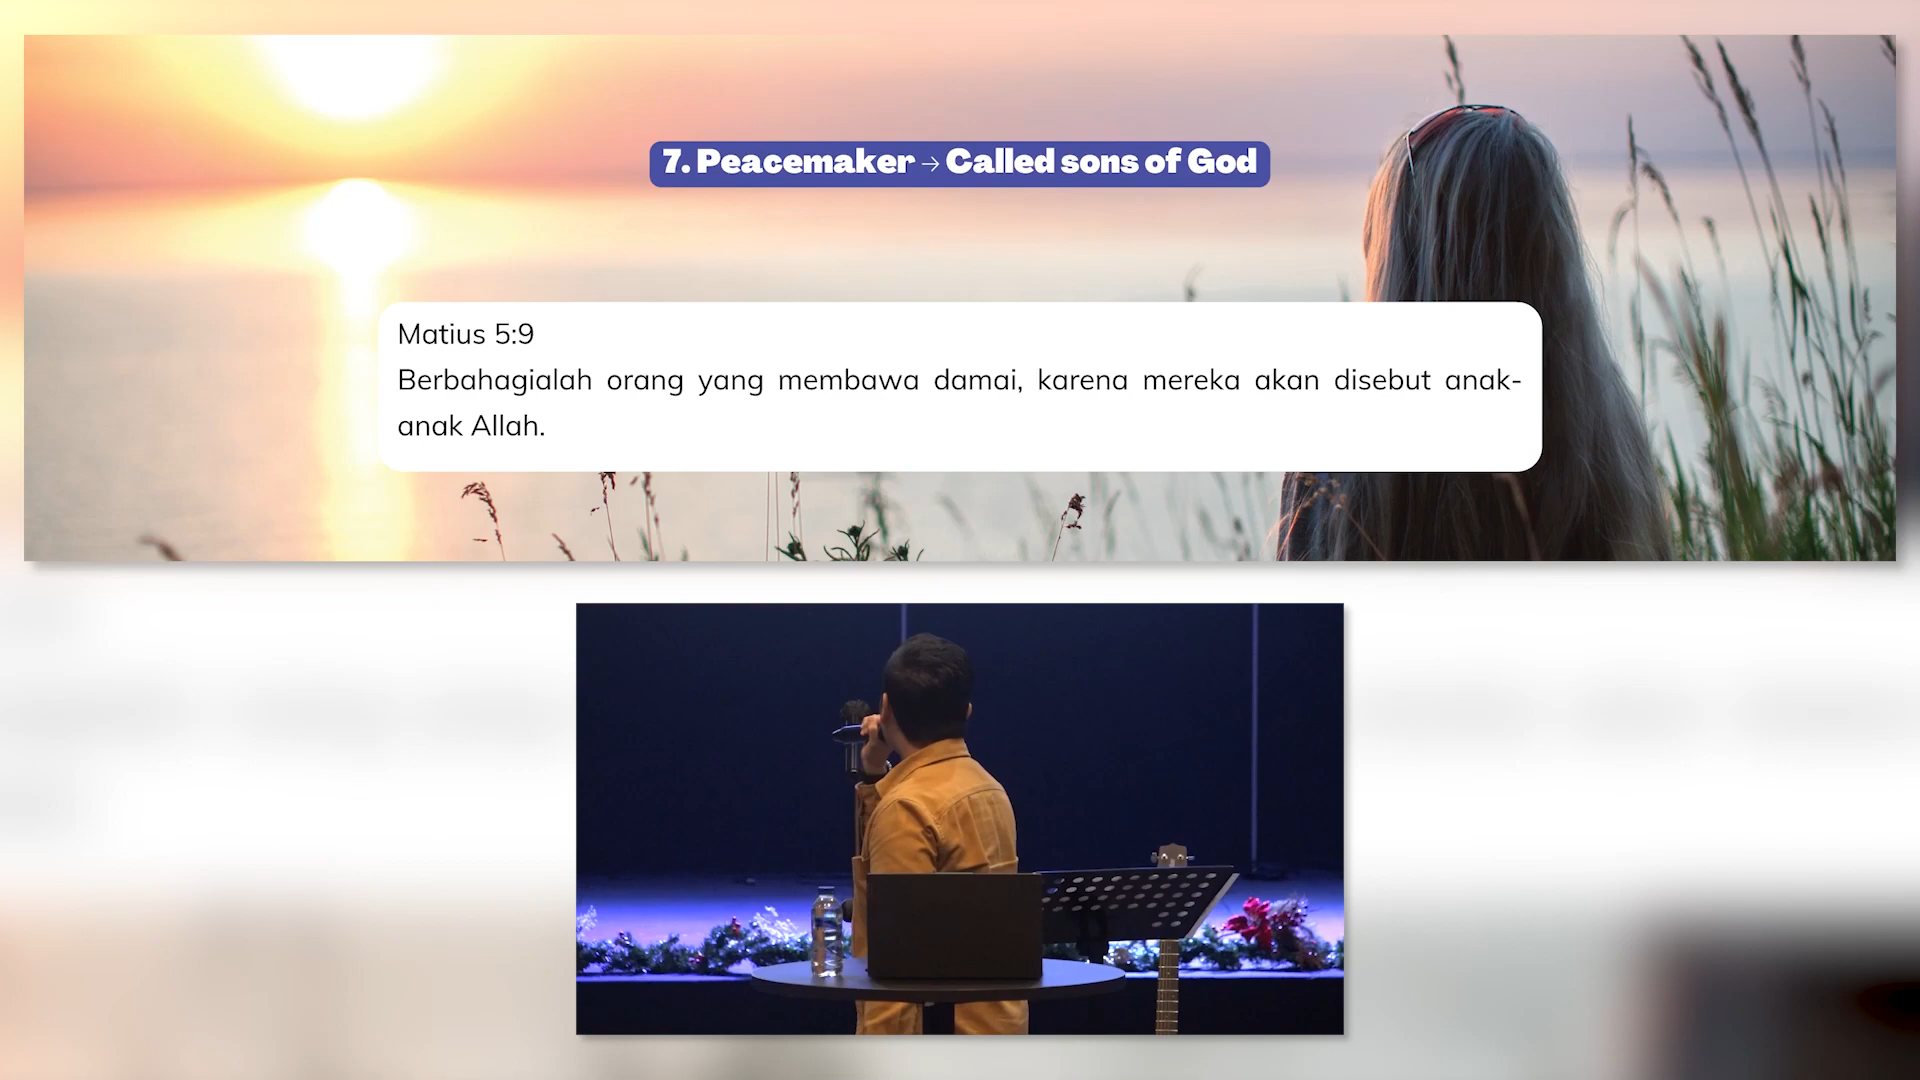 7. Peacemaker → Called sons of God
Matius 5:9
Berbahagialah orang yang membawa damai, karena mereka akan disebut anak-
anak Allah.